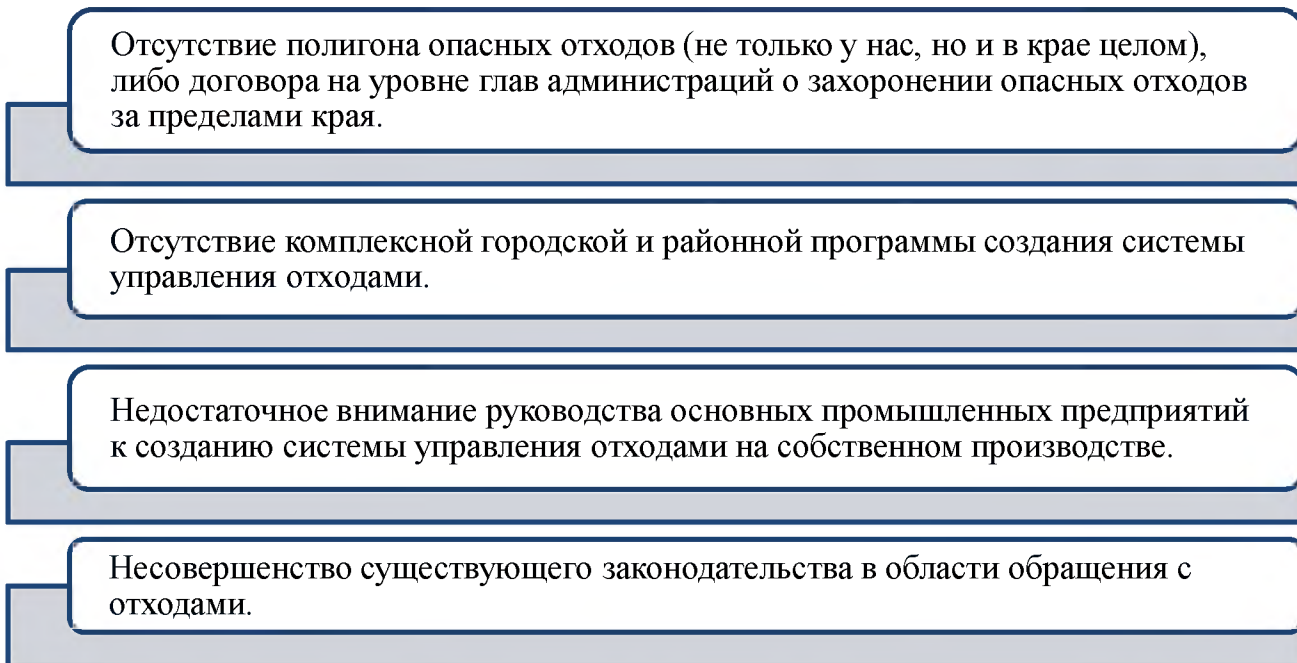 Отсутствие полигона опасных отходов (не только у нас, но и в крае целом),
либо договора на уровне глав администраций о захоронении опасных отходов
за пределами края.
Отсутствие комплексной городской и районной программы создания системы
управления отходами.
Недостаточное внимание руководства основных промышленных предприятий
к созданию системы управления отходами на собственном производстве.
Несовершенство существующего законодательства в области обращения с
отходами.